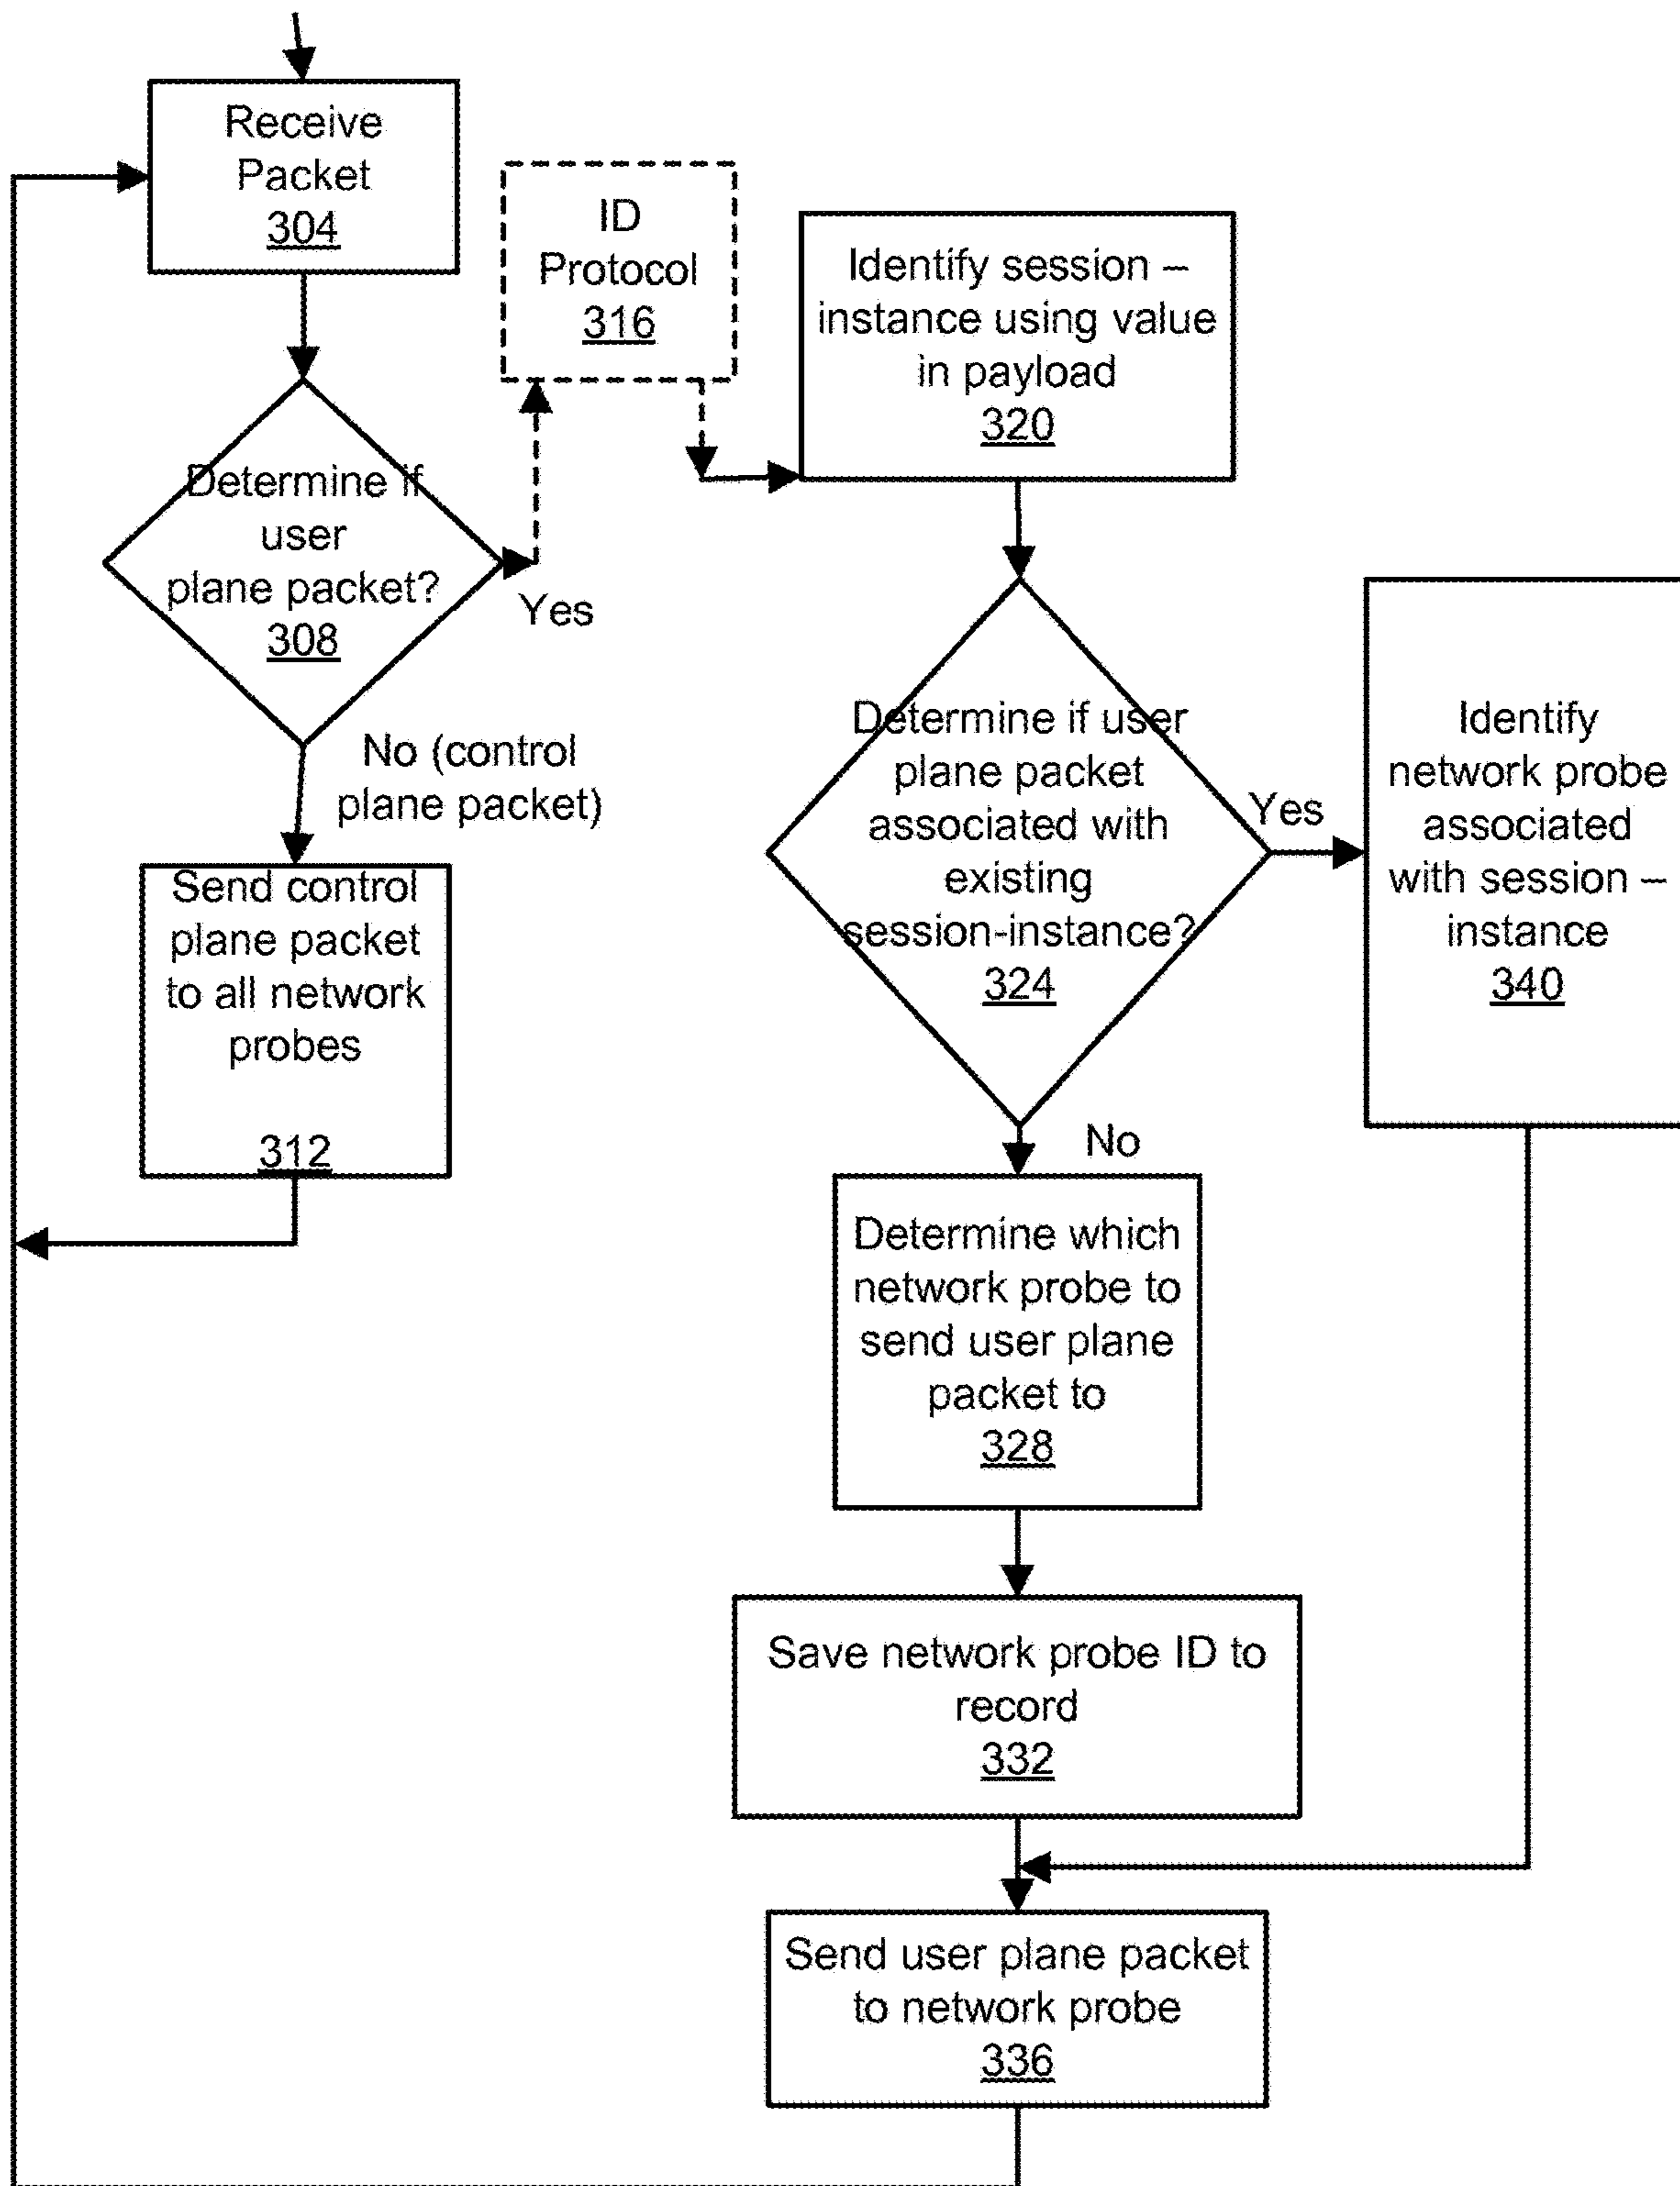 Receive
Packet
304
Determine if
user
plane packet?
308
Yes
No (control
plane packet)
Send control
plane packet
to all network
probes
312
ID
Protocol
316
Identify session –
instance using value
in payload
320
Determine if user
plane packet
associated with
existing
session-instance?
324
Yes
No
Identify
network probe
associated
with session –
instance
340
Determine which
network probe to
send user plane
packet to
328
Save network probe ID to
record
332
Send user plane packet
to network probe
336